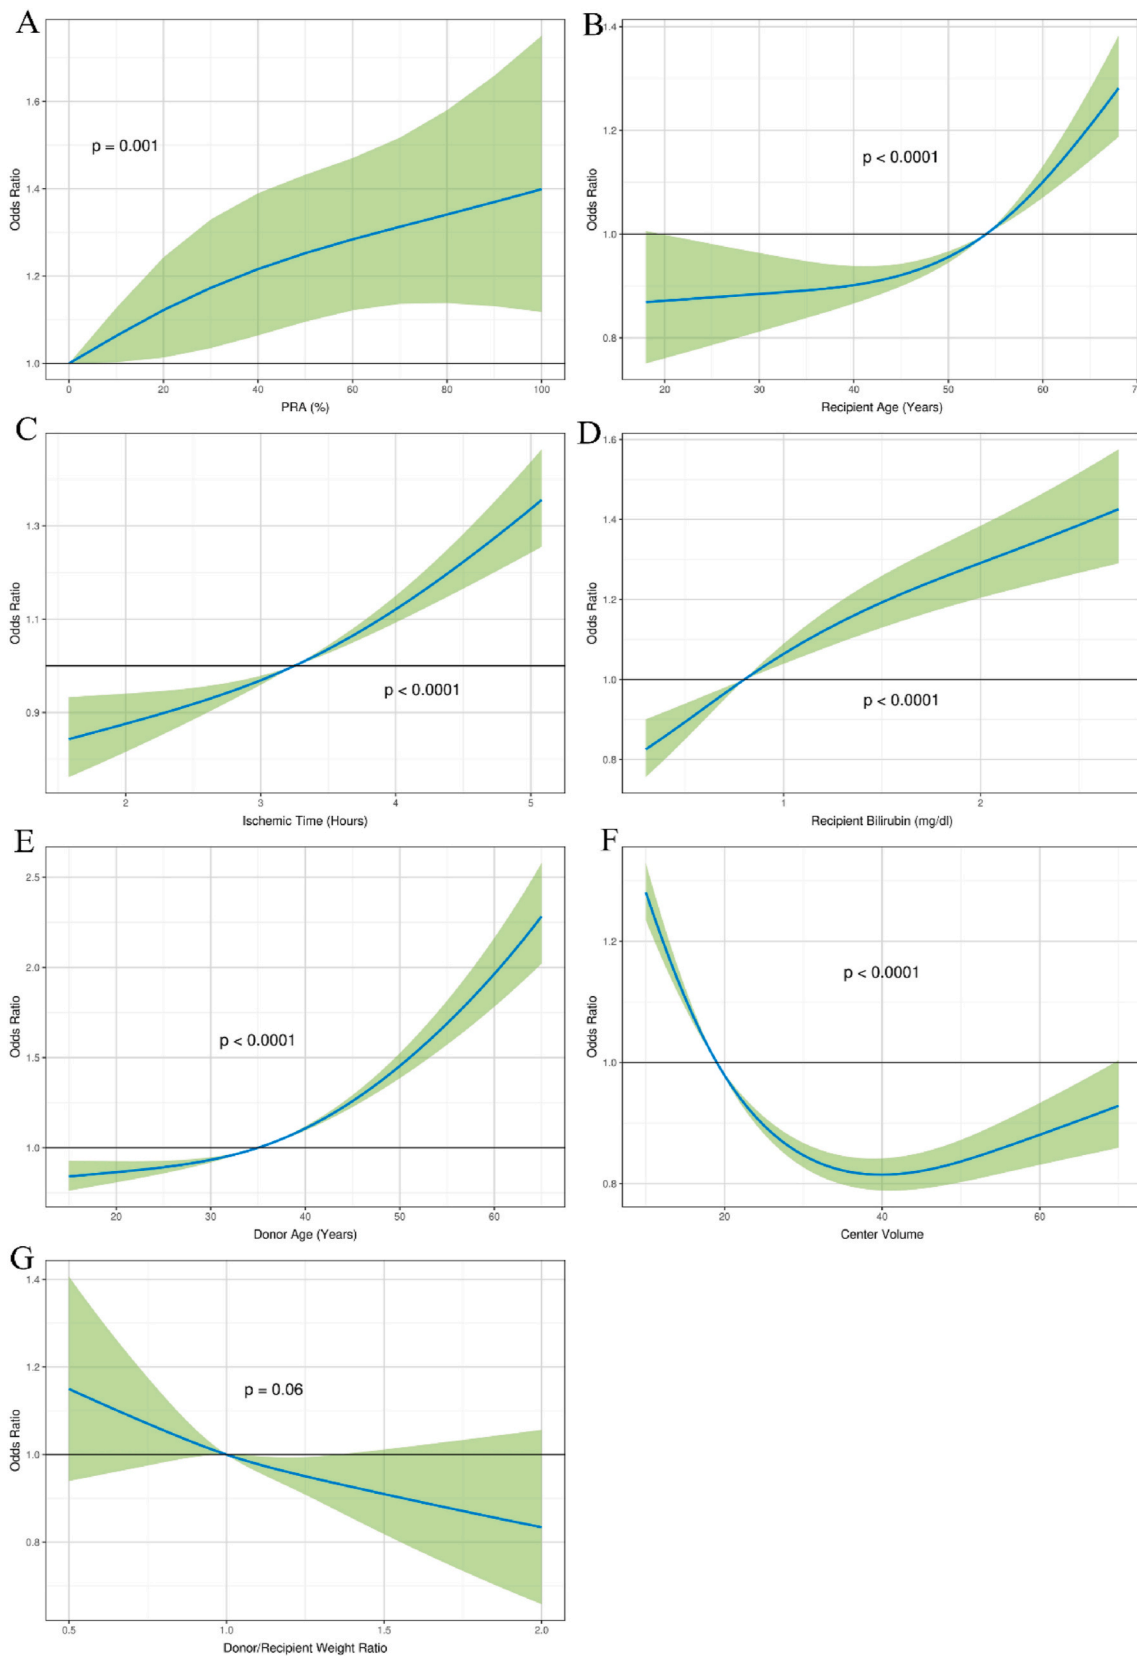 A
Odds Ratio
1.6
1.4
1.2
1.0
p = 0.001
0 20 40 60 80 100
PRA (%)
B
Odds Ratio
1.4
1.2
1.0
0.8
p < 0.0001
20 30 40 50 60 7
Recipient Age (Years)
C
Odds Ratio
1.3
1.1
0.9
p < 0.0001
2 3 4 5
Ischemic Time (Hours)
D
Odds Ratio
1.6
1.4
1.2
1.0
0.8
p < 0.0001
1 2
Recipient Bilirubin (mg/dl)
E
Odds Ratio
2.5
2.0
1.5
1.0
p < 0.0001
20 30 40 50 60
Donor Age (Years)
F
Odds Ratio
1.2
1.0
0.8
p < 0.0001
20 40 60
Center Volume
G
Odds Ratio
1.4
1.2
1.0
0.8
p = 0.06
0.5 1.0 1.5 2.0
Donor/Recipient Weight Ratio